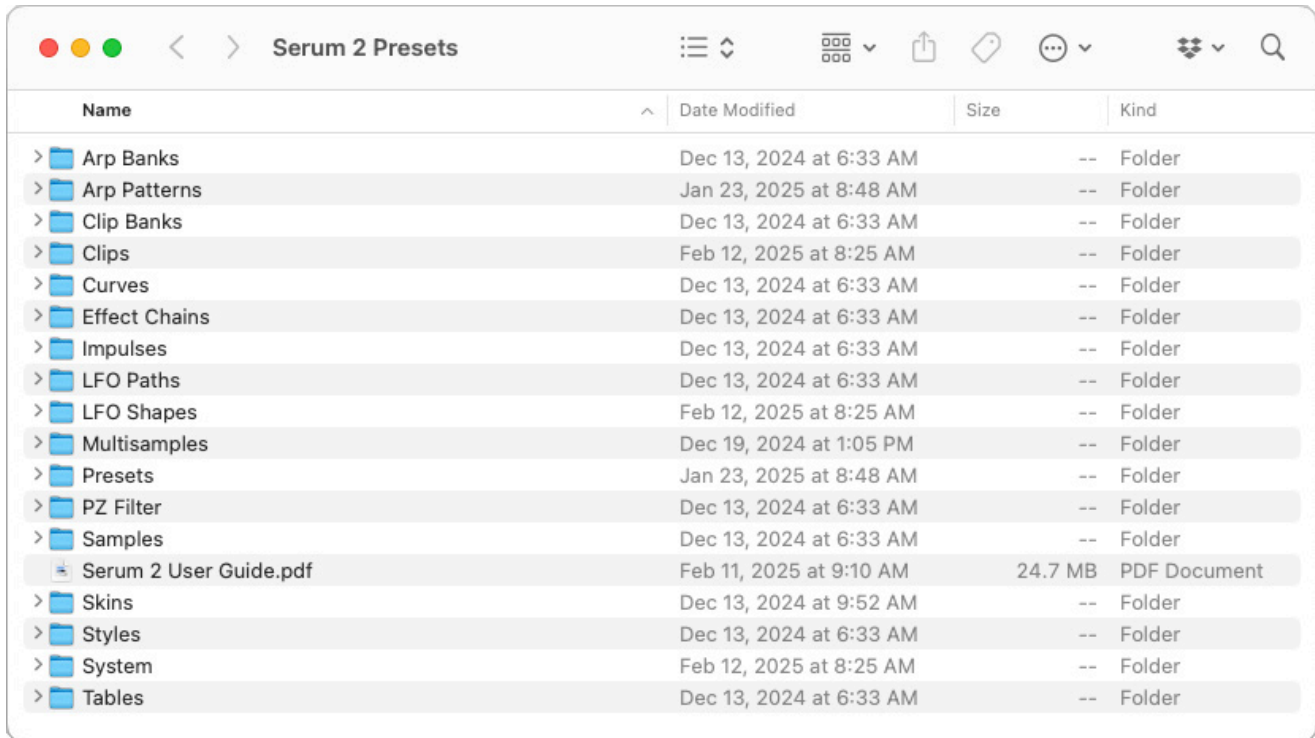 Serum 2 Presets
Name Date Modified Size Kind
Arp Banks Dec 13, 2024 at 6:33 AM -- Folder
Arp Patterns Jan 23, 2025 at 8:48 AM -- Folder
Clip Banks Dec 13, 2024 at 6:33 AM -- Folder
Clips Feb 12, 2025 at 8:25 AM -- Folder
Curves Dec 13, 2024 at 6:33 AM -- Folder
Effect Chains Dec 13, 2024 at 6:33 AM -- Folder
Impulses Dec 13, 2024 at 6:33 AM -- Folder
LFO Paths Dec 13, 2024 at 6:33 AM -- Folder
LFO Shapes Feb 12, 2025 at 8:25 AM -- Folder
Multisamples Dec 19, 2024 at 1:05 PM -- Folder
Presets Jan 23, 2025 at 8:48 AM -- Folder
PZ Filter Dec 13, 2024 at 6:33 AM -- Folder
Samples Dec 13, 2024 at 6:33 AM -- Folder
Serum 2 User Guide.pdf Feb 11, 2025 at 9:10 AM 24.7 MB PDF Document
Skins Dec 13, 2024 at 9:52 AM -- Folder
Styles Dec 13, 2024 at 6:33 AM -- Folder
System Feb 12, 2025 at 8:25 AM -- Folder
Tables Dec 13, 2024 at 6:33 AM -- Folder